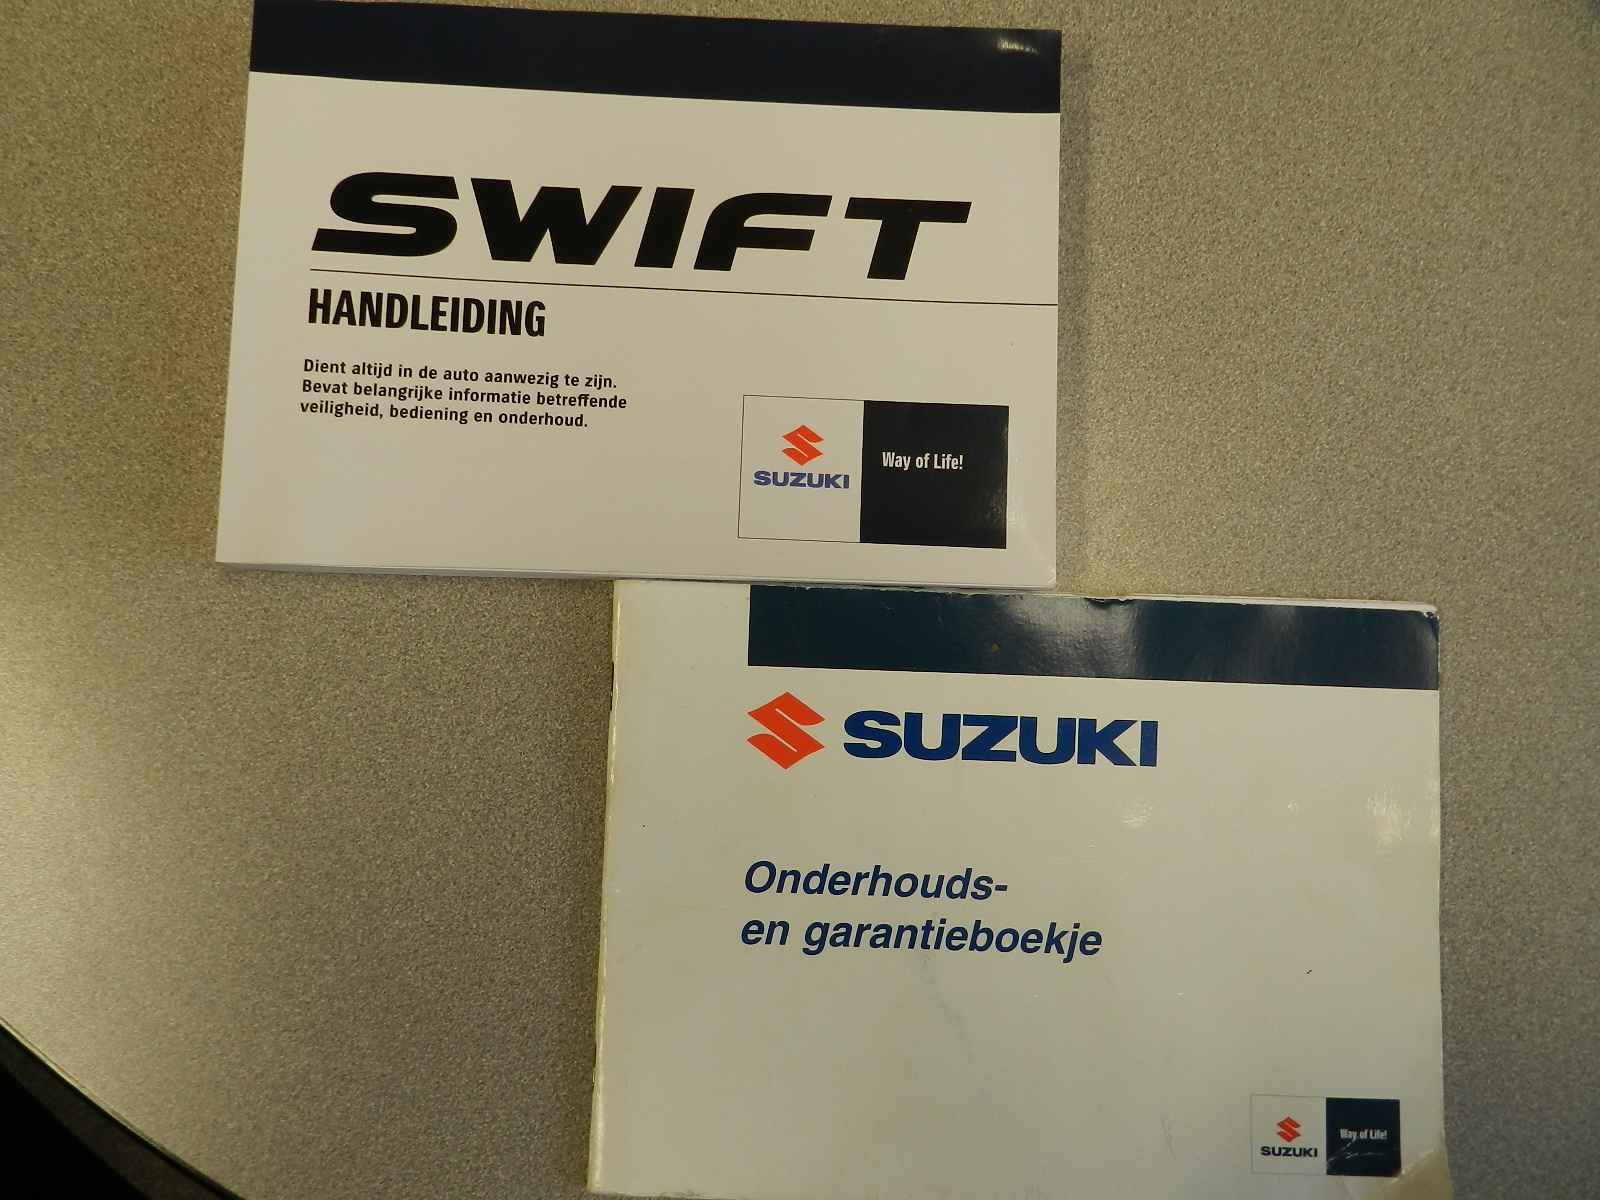 SWIFT
HANDLEIDING
Dient altijd in de auto aanwezig te zijn.
Bevat belangrijke informatie betreffende
veiligheid, bediening en onderhoud.
SUZUKI
Way of Life!
SUZUKI
Onderhouds-
en garantieboekje
SUZUKI
Way of Life!